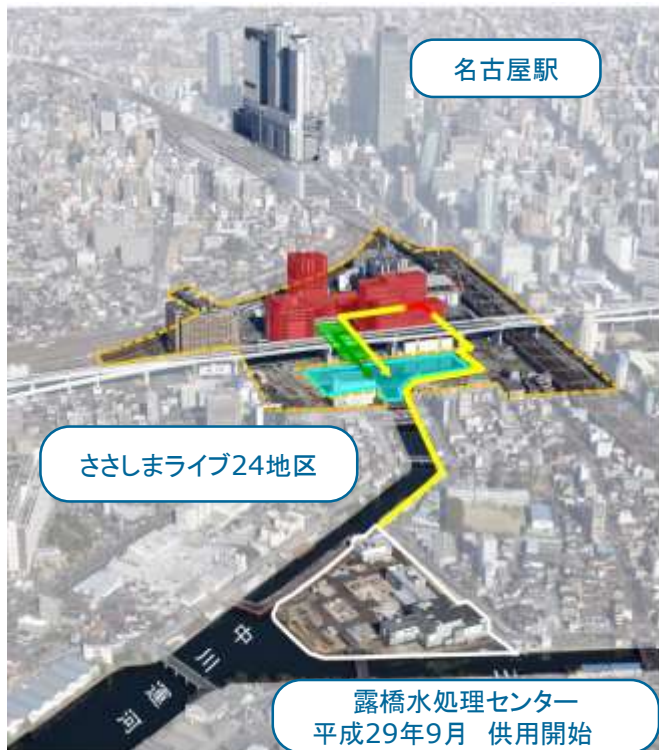 名古屋駅
ささしまライブ24地区
中川運河
露橋水処理センター
平成29年9月 供用開始